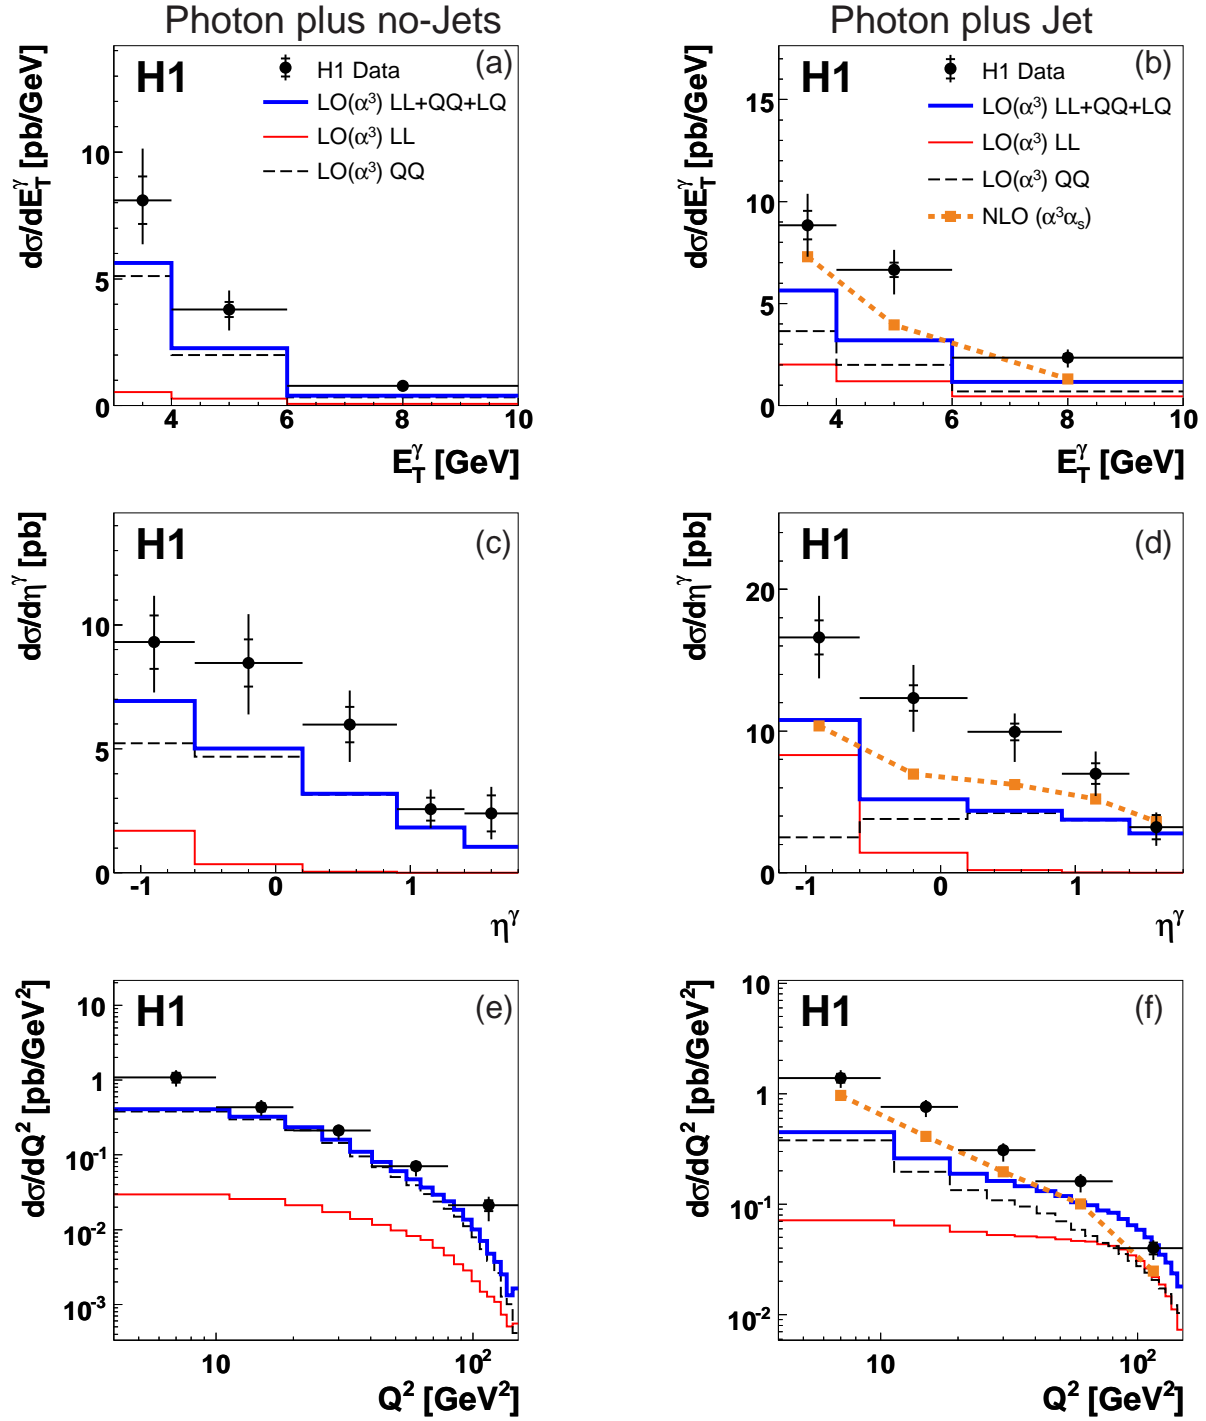 Photon plus no-Jets
Photon plus Jet
H1
(a)
H1 Data
LO(α³) LL+QQ+LQ
LO(α³) LL
LO(α³) QQ
dσ/dE_T^γ [pb/GeV]
10
5
0
4 6 8 10
E_T^γ [GeV]
H1
(b)
H1 Data
LO(α³) LL+QQ+LQ
LO(α³) LL
LO(α³) QQ
NLO (α³α_s)
dσ/dE_T^γ [pb/GeV]
15
10
5
0
4 6 8 10
E_T^γ [GeV]
H1
(c)
dσ/dη^γ [pb]
10
5
0
-1 0 1
η^γ
H1
(d)
dσ/dη^γ [pb]
20
10
0
-1 0 1
η^γ
H1
(e)
dσ/dQ² [pb/GeV²]
10
1
10⁻¹
10⁻²
10⁻³
10 10²
Q² [GeV²]
H1
(f)
dσ/dQ² [pb/GeV²]
10
1
10⁻¹
10⁻²
10 10²
Q² [GeV²]